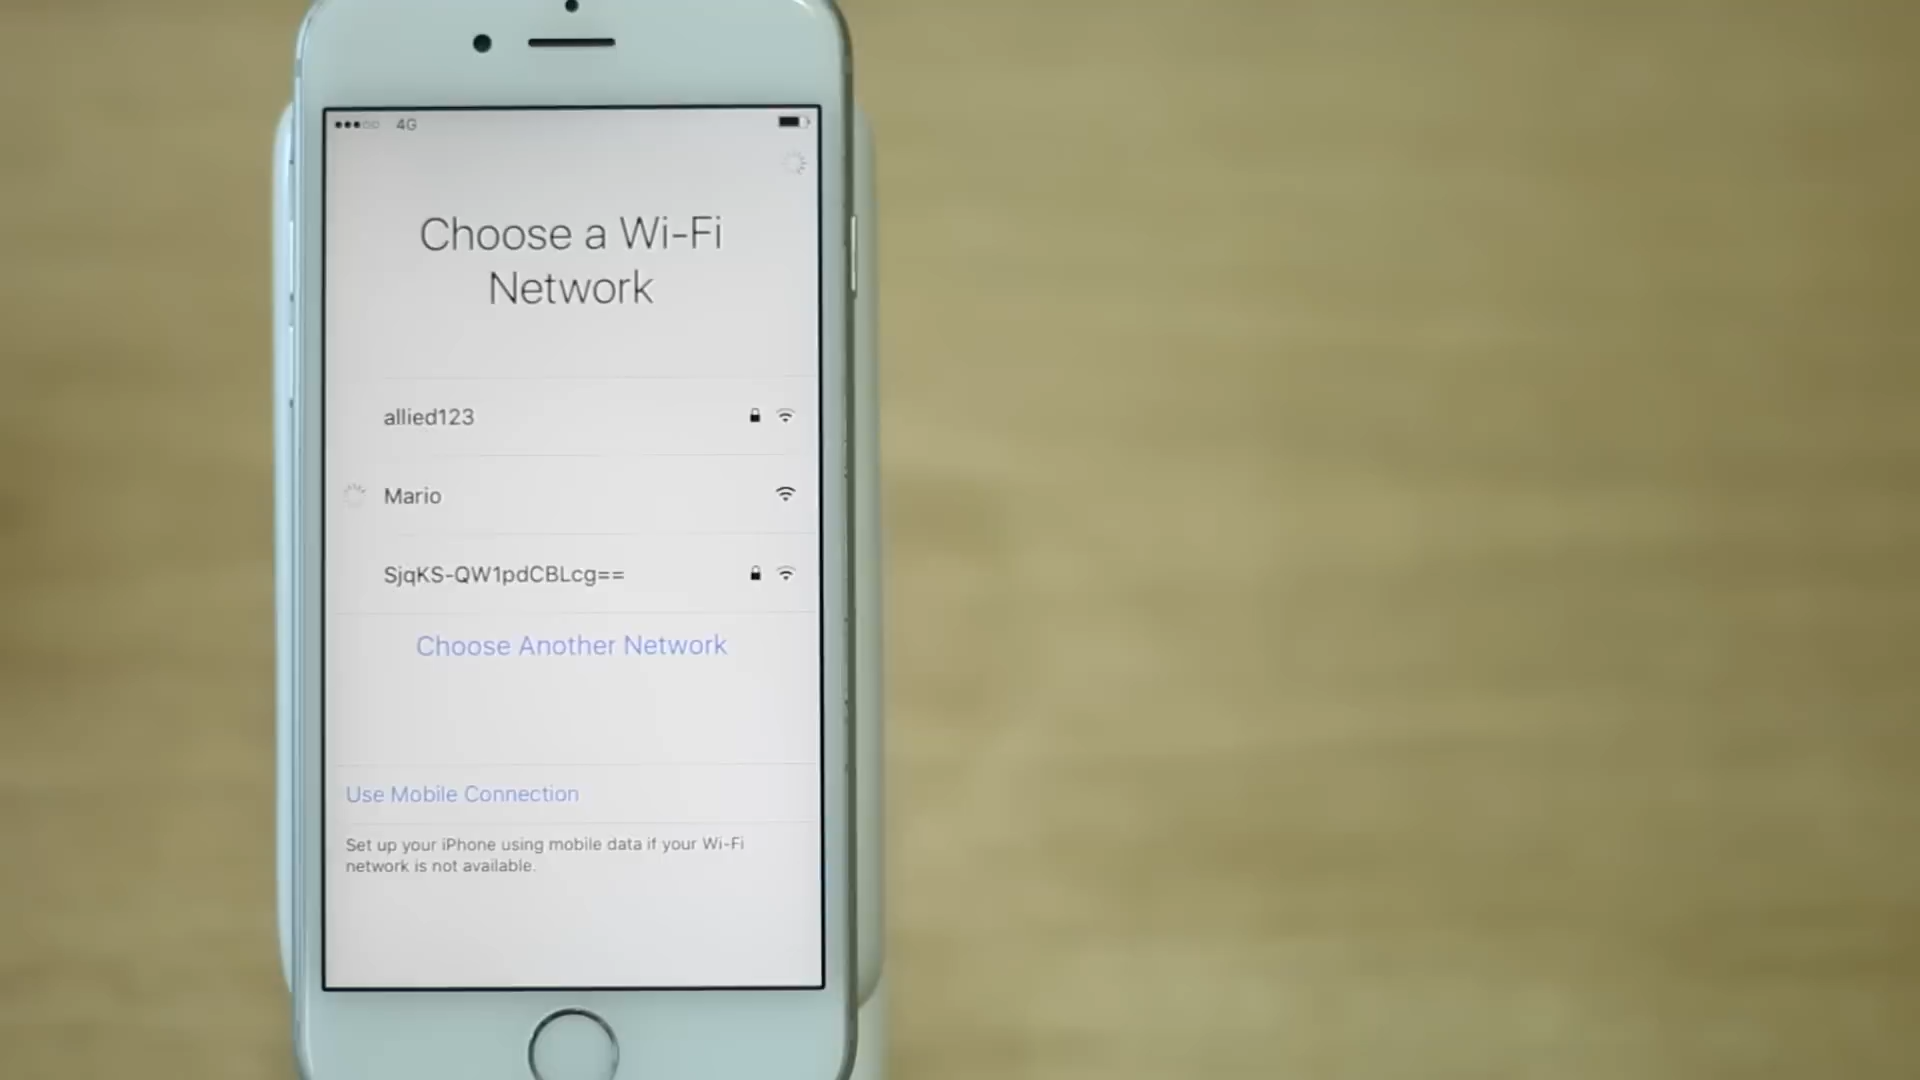 4G
Choose a Wi-Fi
Network
allied123
Mario
SjqKS-QW1pdCBLcg==
Choose Another Network
Use Mobile Connection
Set up your iPhone using mobile data if your Wi-Fi
network is not available.